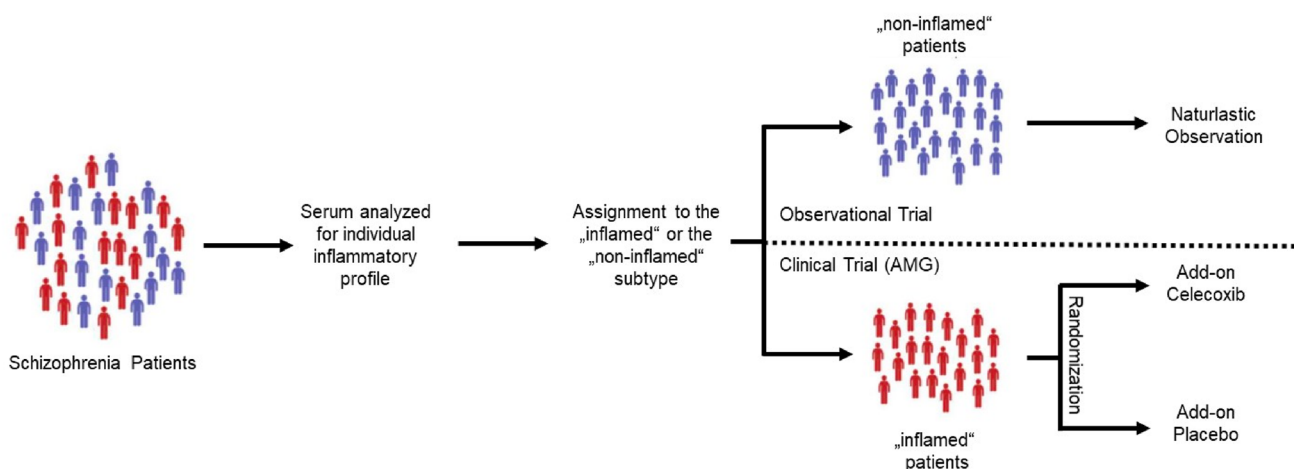 Schizophrenia Patients
Serum analyzed
for individual
inflammatory
profile
Assignment to the
„inflamed“ or the
„non-inflamed“
subtype
„non-inflamed“
patients
Naturlastic
Observation
Observational Trial
Clinical Trial (AMG)
„inflamed“
patients
Randomization
Add-on
Celecoxib
Add-on
Placebo